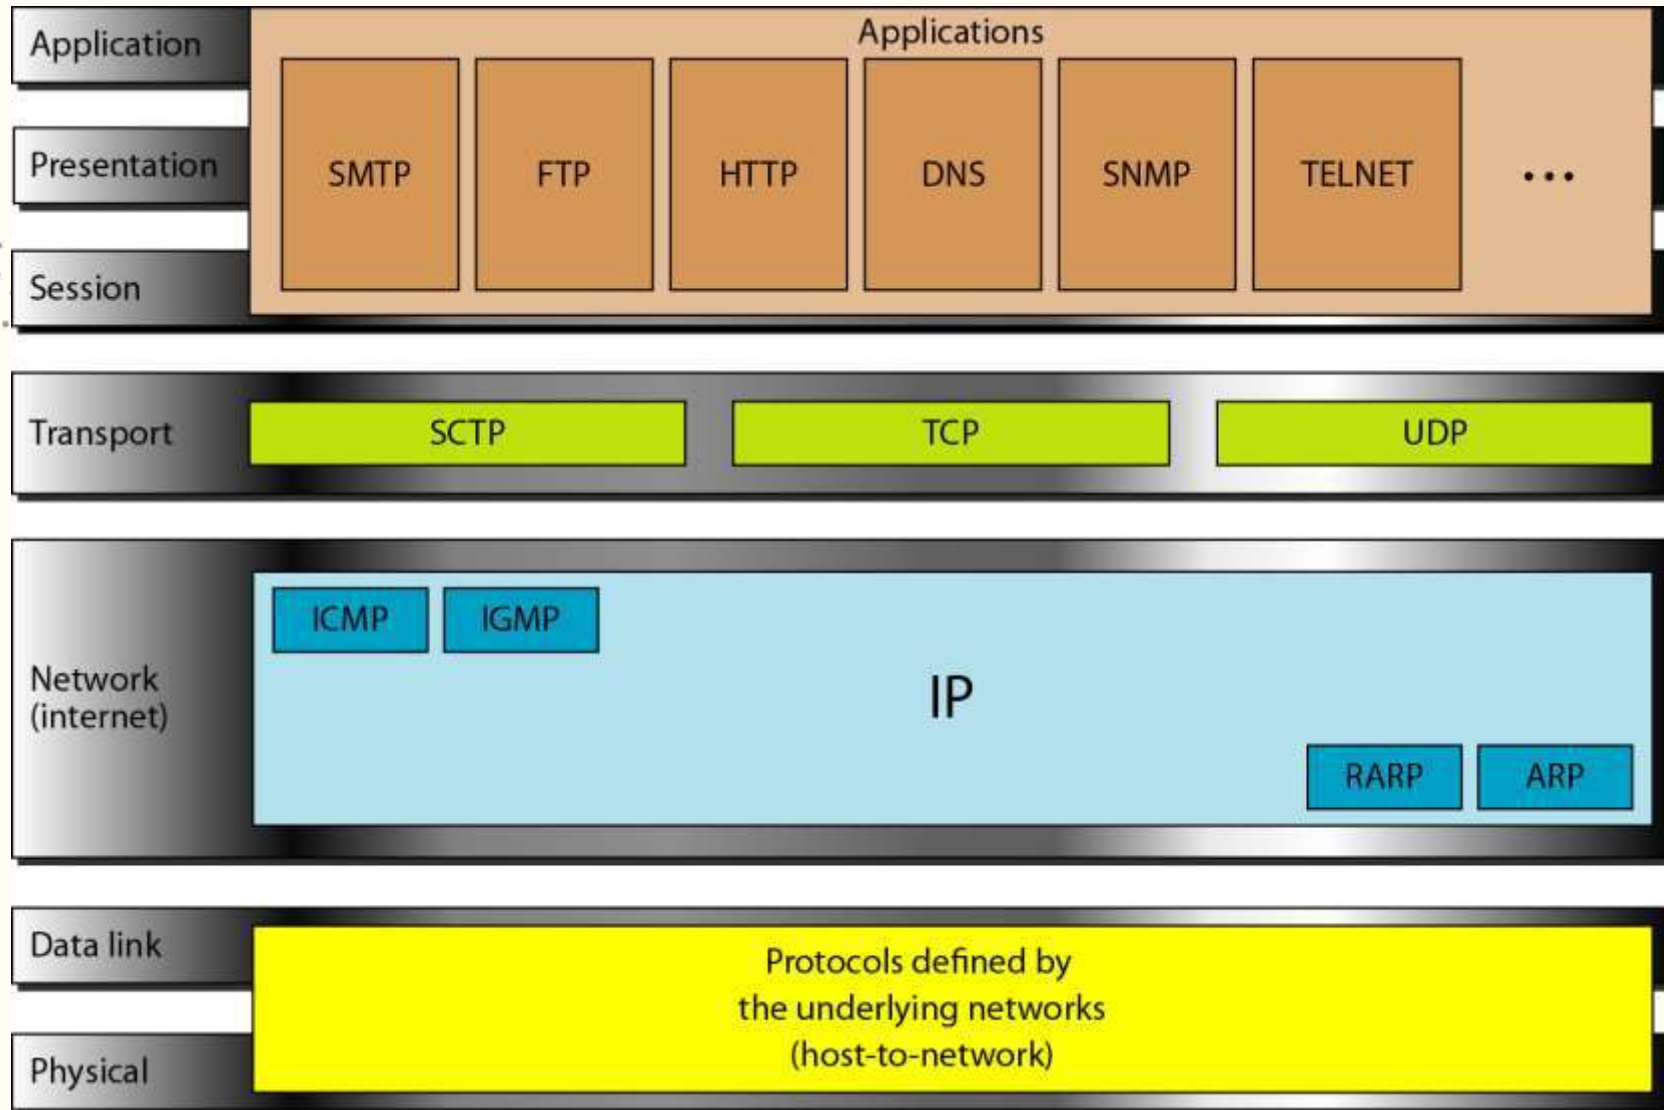 Application
Applications
Presentation
SMTP
FTP
HTTP
DNS
SNMP
TELNET
...
Session
Transport
SCTP
TCP
UDP
Network
(internet)
ICMP
IGMP
IP
RARP
ARP
Data link
Protocols defined by
the underlying networks
(host-to-network)
Physical